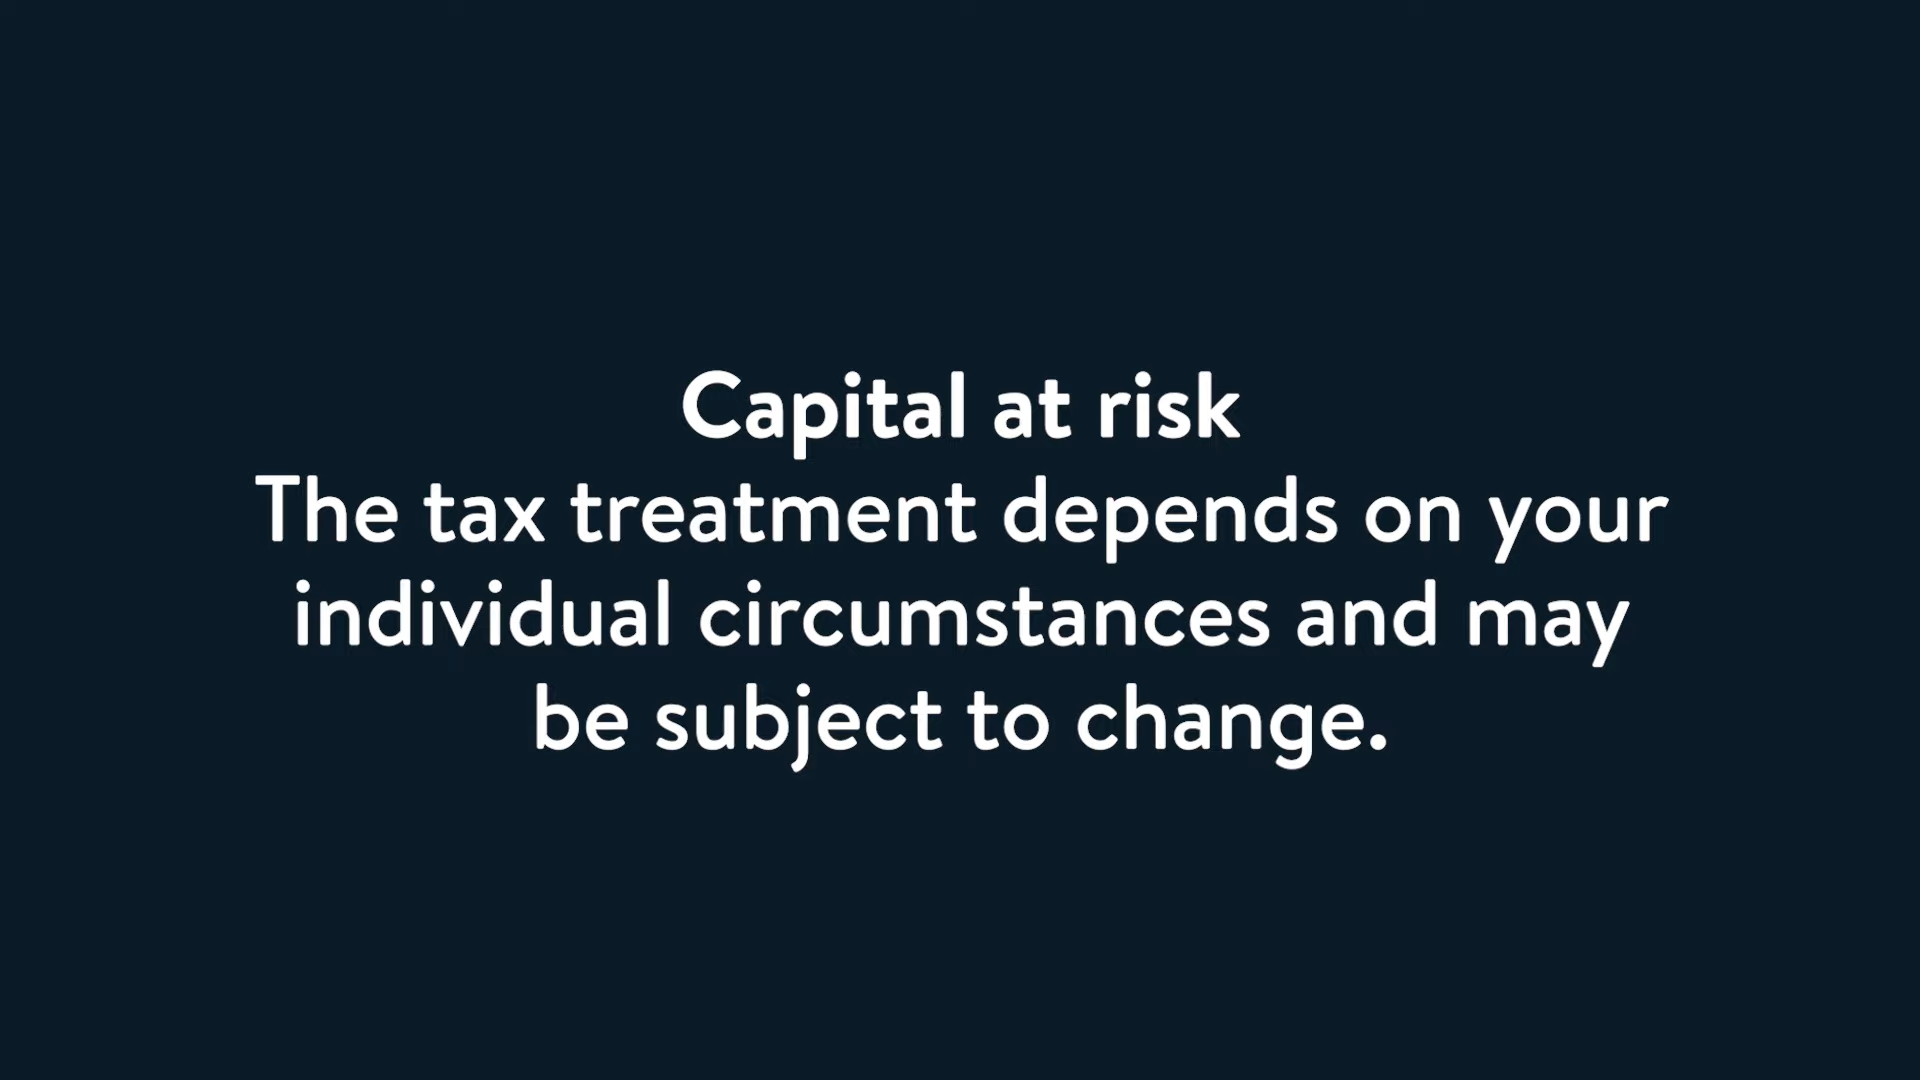 Capital at risk
The tax treatment depends on your
individual circumstances and may
be subject to change.